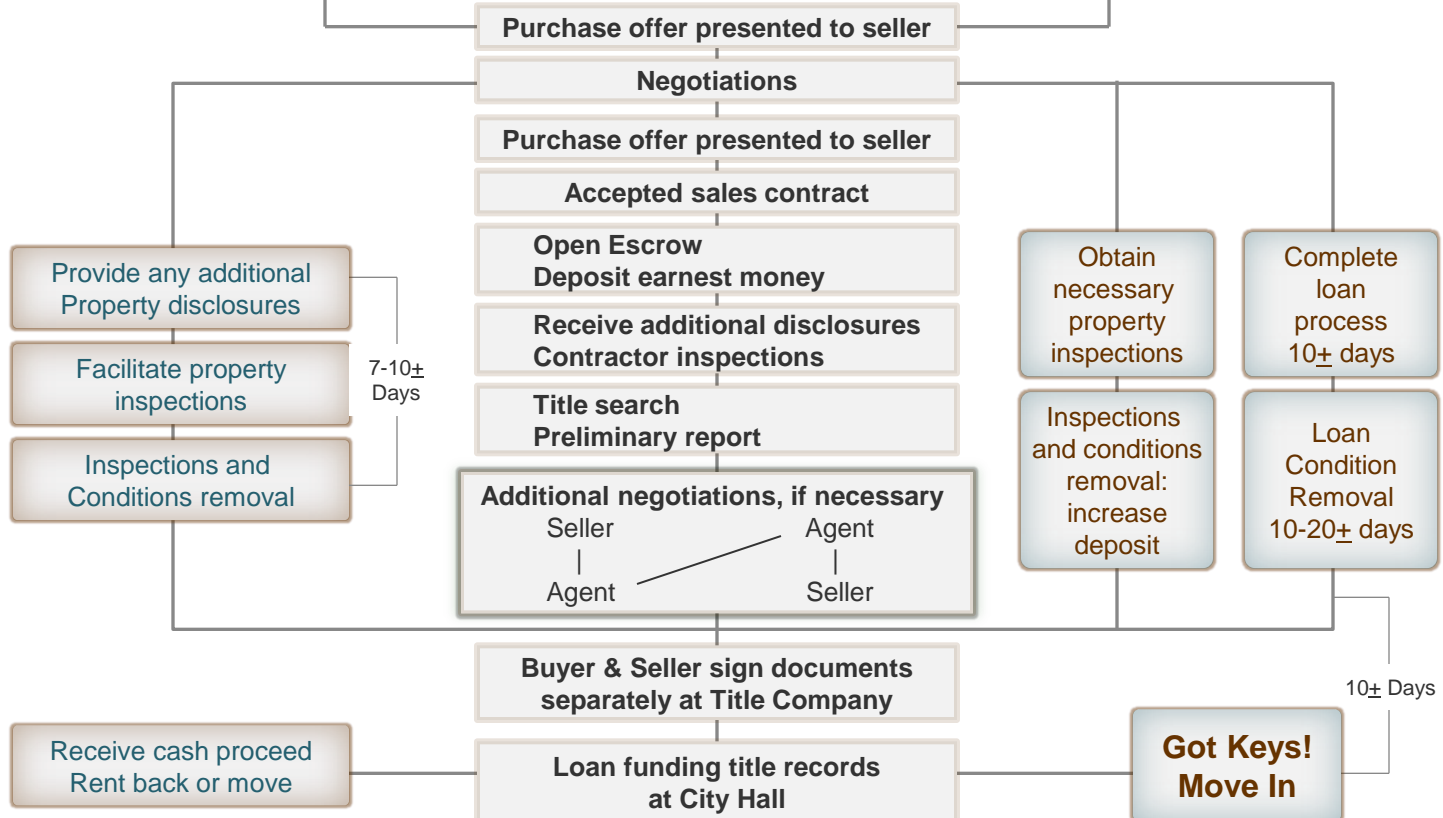 Purchase offer presented to seller
Negotiations
Purchase offer presented to seller
Accepted sales contract
Open Escrow
Deposit earnest money
Receive additional disclosures
Contractor inspections
Title search
Preliminary report
Additional negotiations, if necessary
Seller Agent
Agent Seller
Provide any additional
Property disclosures
Facilitate property
inspections
Inspections and
Conditions removal
7-10±
Days
Obtain
necessary
property
inspections
Inspections
and conditions
removal:
increase
deposit
Complete
loan
process
10± days
Loan
Condition
Removal
10-20± days
Buyer & Seller sign documents
separately at Title Company
10± Days
Receive cash proceed
Rent back or move
Loan funding title records
at City Hall
Got Keys!
Move In